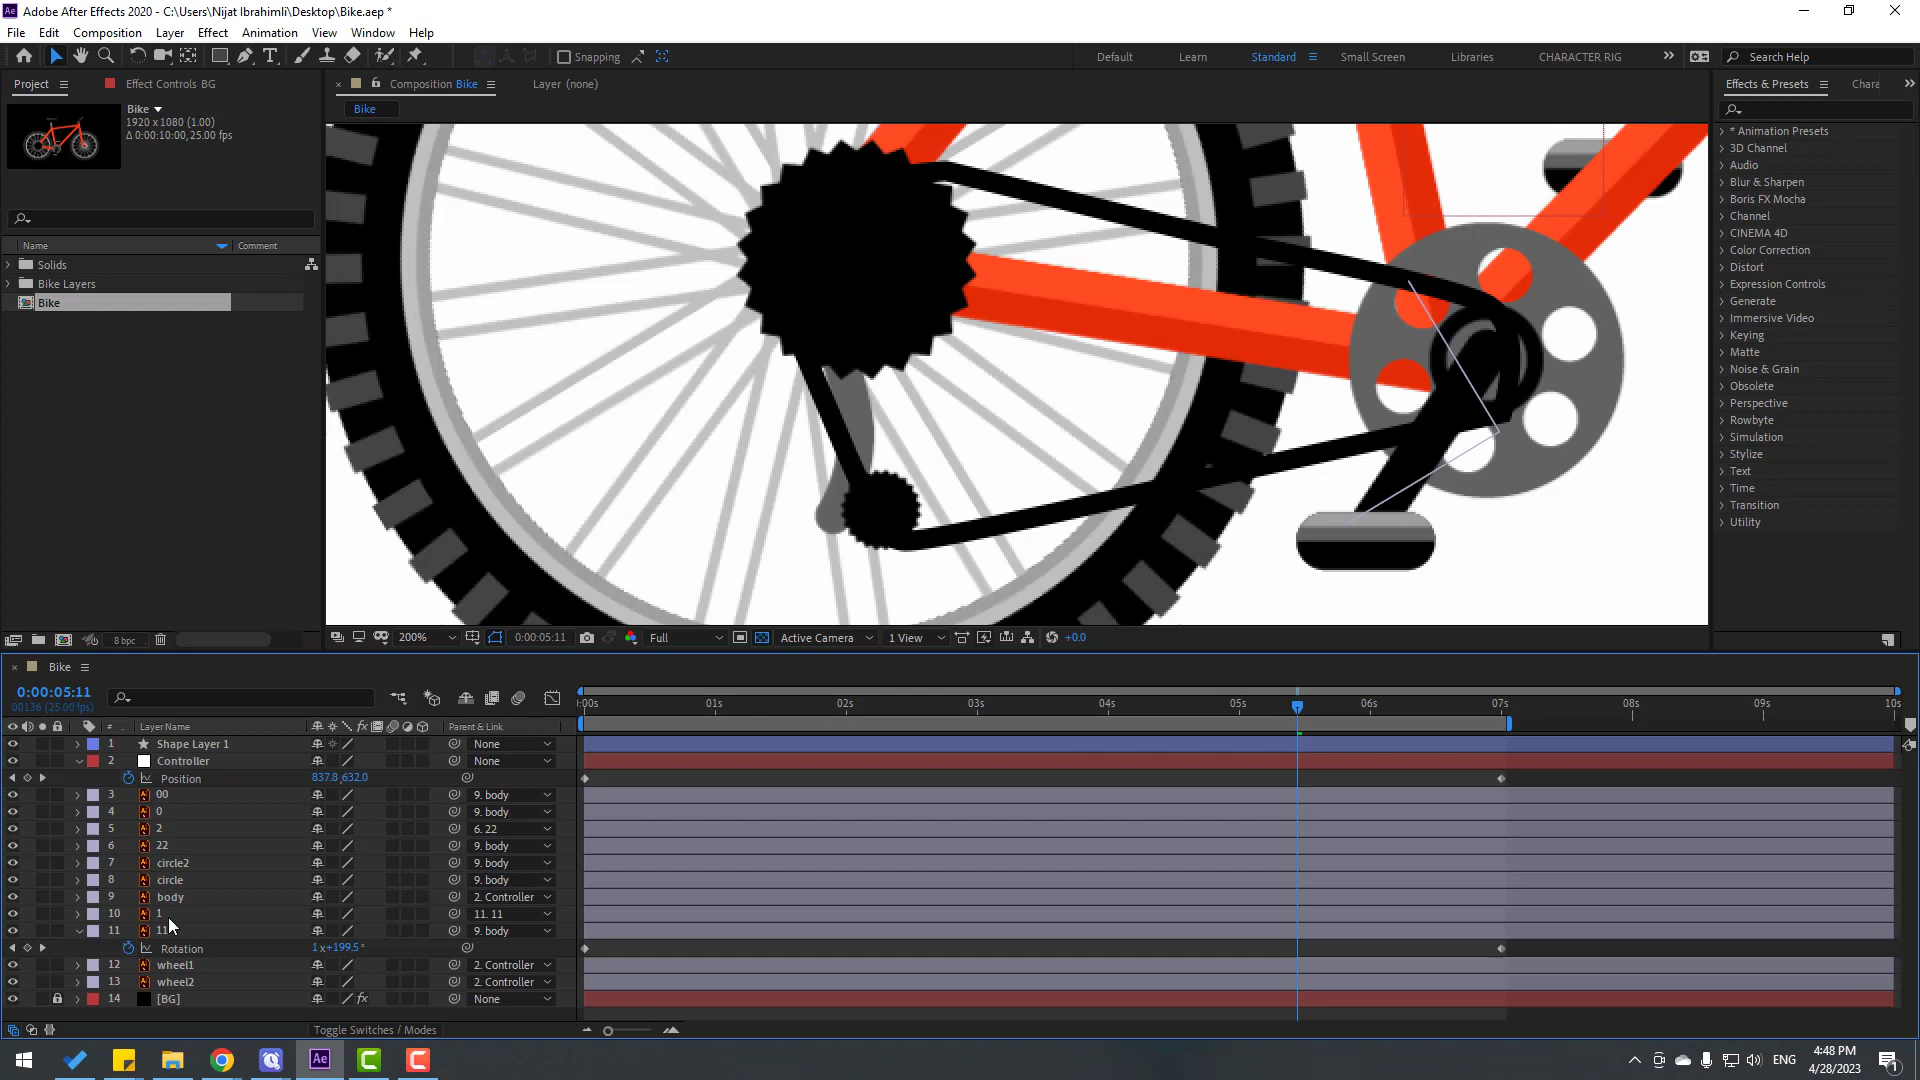 Adobe After Effects 2020 - C:\Users\Nijat Ibrahimli\Desktop\Bike.aep *
File Edit Composition Layer Effect Animation View Window Help
Snapping Default Learn Standard Small Screen Libraries CHARACTER RIG Search Help
Project Effect Controls BG Composition Bike Layer (none) Effects & Presets Chara
Bike
1920 x 1080 (1.00)
Δ 0:00:10:00, 25.00 fps
Bike
Name Comment
Solids
Bike Layers
Bike
* Animation Presets
3D Channel
Audio
Blur & Sharpen
Boris FX Mocha
Channel
CINEMA 4D
Color Correction
Distort
Expression Controls
Generate
Immersive Video
Keying
Matte
Noise & Grain
Obsolete
Perspective
Rowbyte
Simulation
Stylize
Text
Time
Transition
Utility
8 bpc 200% 0:00:05:11 Full Active Camera 1 View +0.0
Bike
0:00:05:11
00136 (25.00 fps)
:00s 01s 02s 03s 04s 05s 06s 07s 08s 09s 10s
# Layer Name fx Parent & Link
1 Shape Layer 1 None
2 Controller None
Position 837.8,632.0
3 00 9. body
4 0 9. body
5 2 6. 22
6 22 9. body
7 circle2 9. body
8 circle 9. body
9 body 2. Controller
10 1 11. 11
11 11 9. body
Rotation 1x+199.5°
12 wheel1 2. Controller
13 wheel2 2. Controller
14 [BG] fx None
Toggle Switches / Modes
Ae
ENG
4:48 PM
4/28/2023
1